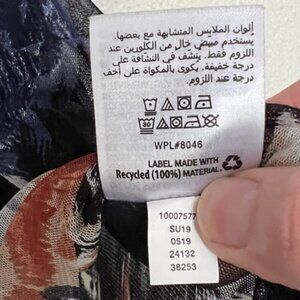 ألوان الملابس المتشابهة مع بعضها.
يستخدم مبيض خال من الكلورين عند
اللزوم فقط. ينشف في النشافة على
درجة خفيفة. يكوى بالمكواة على أخف
درجة عند اللزوم.
30
WPL#8046
LABEL MADE WITH
Recycled (100%) MATERIAL.
10007577
SU19
0519
24132
38253